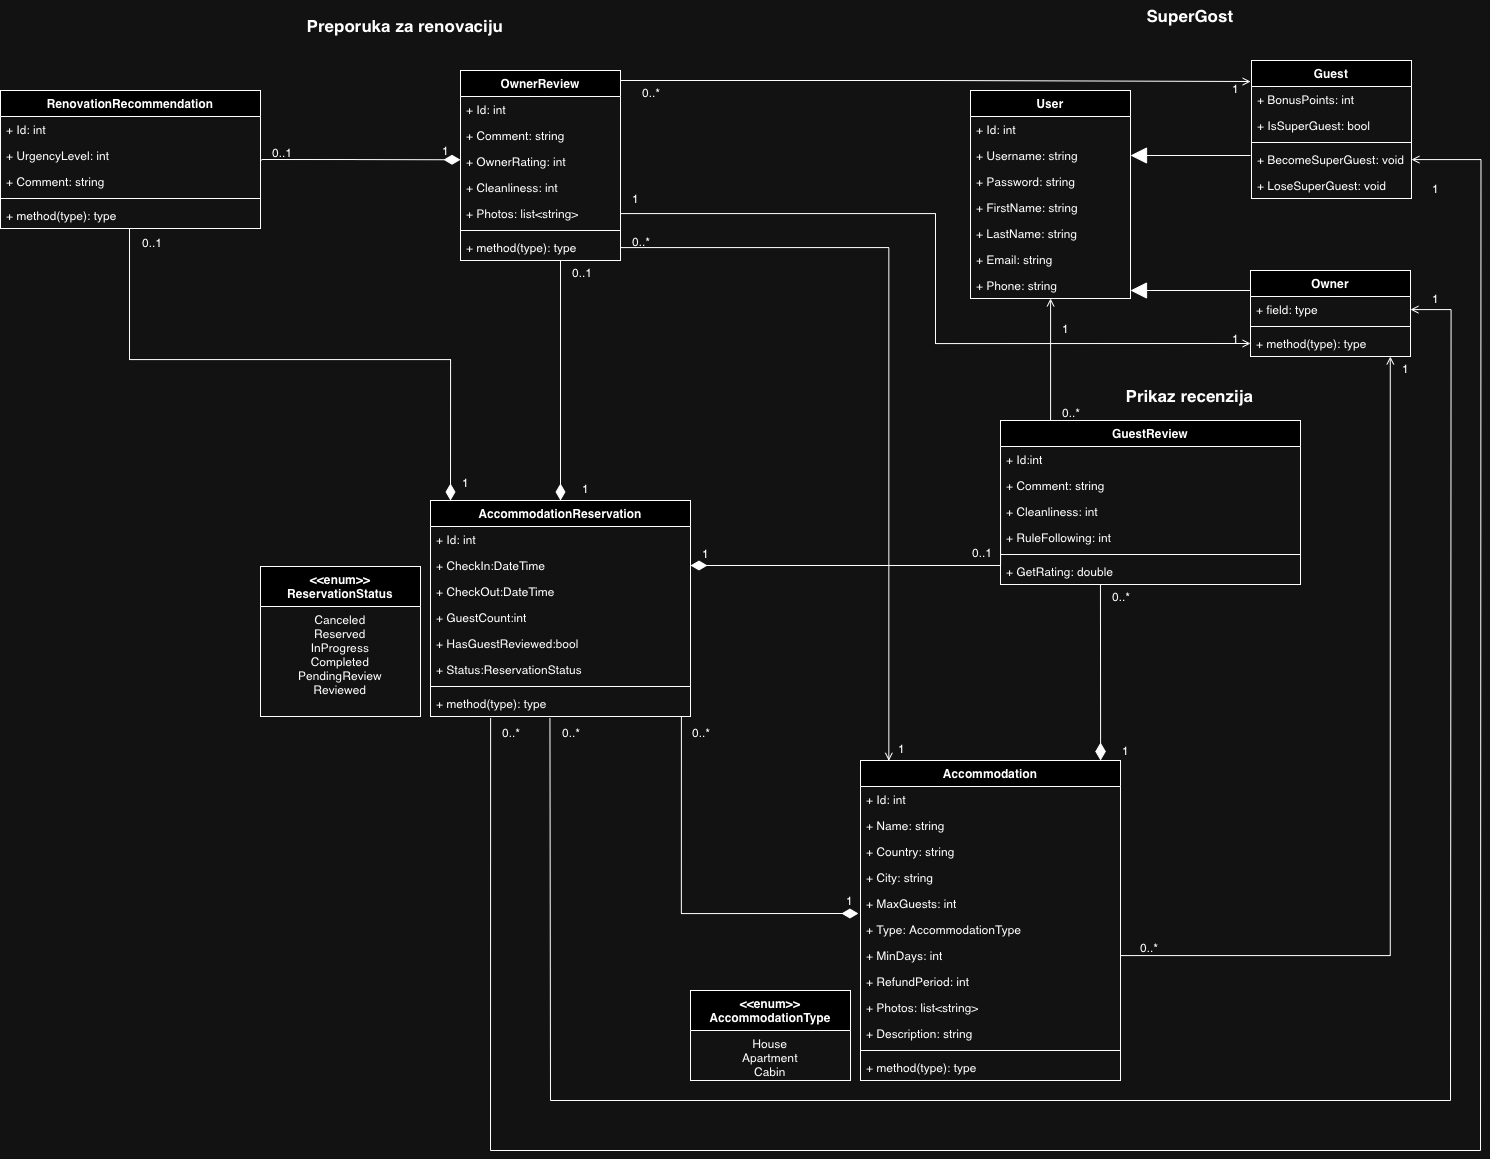 Preporuka za renovaciju
SuperGost
RenovationRecommendation
+ Id: int
+ UrgencyLevel: int
+ Comment: string
+ method(type): type
0..1
1
0..1
OwnerReview
+ Id: int
+ Comment: string
+ OwnerRating: int
+ Cleanliness: int
+ Photos: list<string>
+ method(type): type
0..*
1
0..*
0..1
User
+ Id: int
+ Username: string
+ Password: string
+ FirstName: string
+ LastName: string
+ Email: string
+ Phone: string
1
Guest
+ BonusPoints: int
+ IsSuperGuest: bool
+ BecomeSuperGuest: void
+ LoseSuperGuest: void
1
1
Owner
+ field: type
+ method(type): type
1
1
1
Prikaz recenzija
0..*
GuestReview
+ Id:int
+ Comment: string
+ Cleanliness: int
+ RuleFollowing: int
+ GetRating: double
0..1
0..*
1
1
AccommodationReservation
+ Id: int
+ CheckIn:DateTime
+ CheckOut:DateTime
+ GuestCount:int
+ HasGuestReviewed:bool
+ Status:ReservationStatus
+ method(type): type
1
0..*
0..*
0..*
<<enum>>
ReservationStatus
Canceled
Reserved
InProgress
Completed
PendingReview
Reviewed
1
1
Accommodation
+ Id: int
+ Name: string
+ Country: string
+ City: string
+ MaxGuests: int
+ Type: AccommodationType
+ MinDays: int
+ RefundPeriod: int
+ Photos: list<string>
+ Description: string
+ method(type): type
1
0..*
<<enum>>
AccommodationType
House
Apartment
Cabin